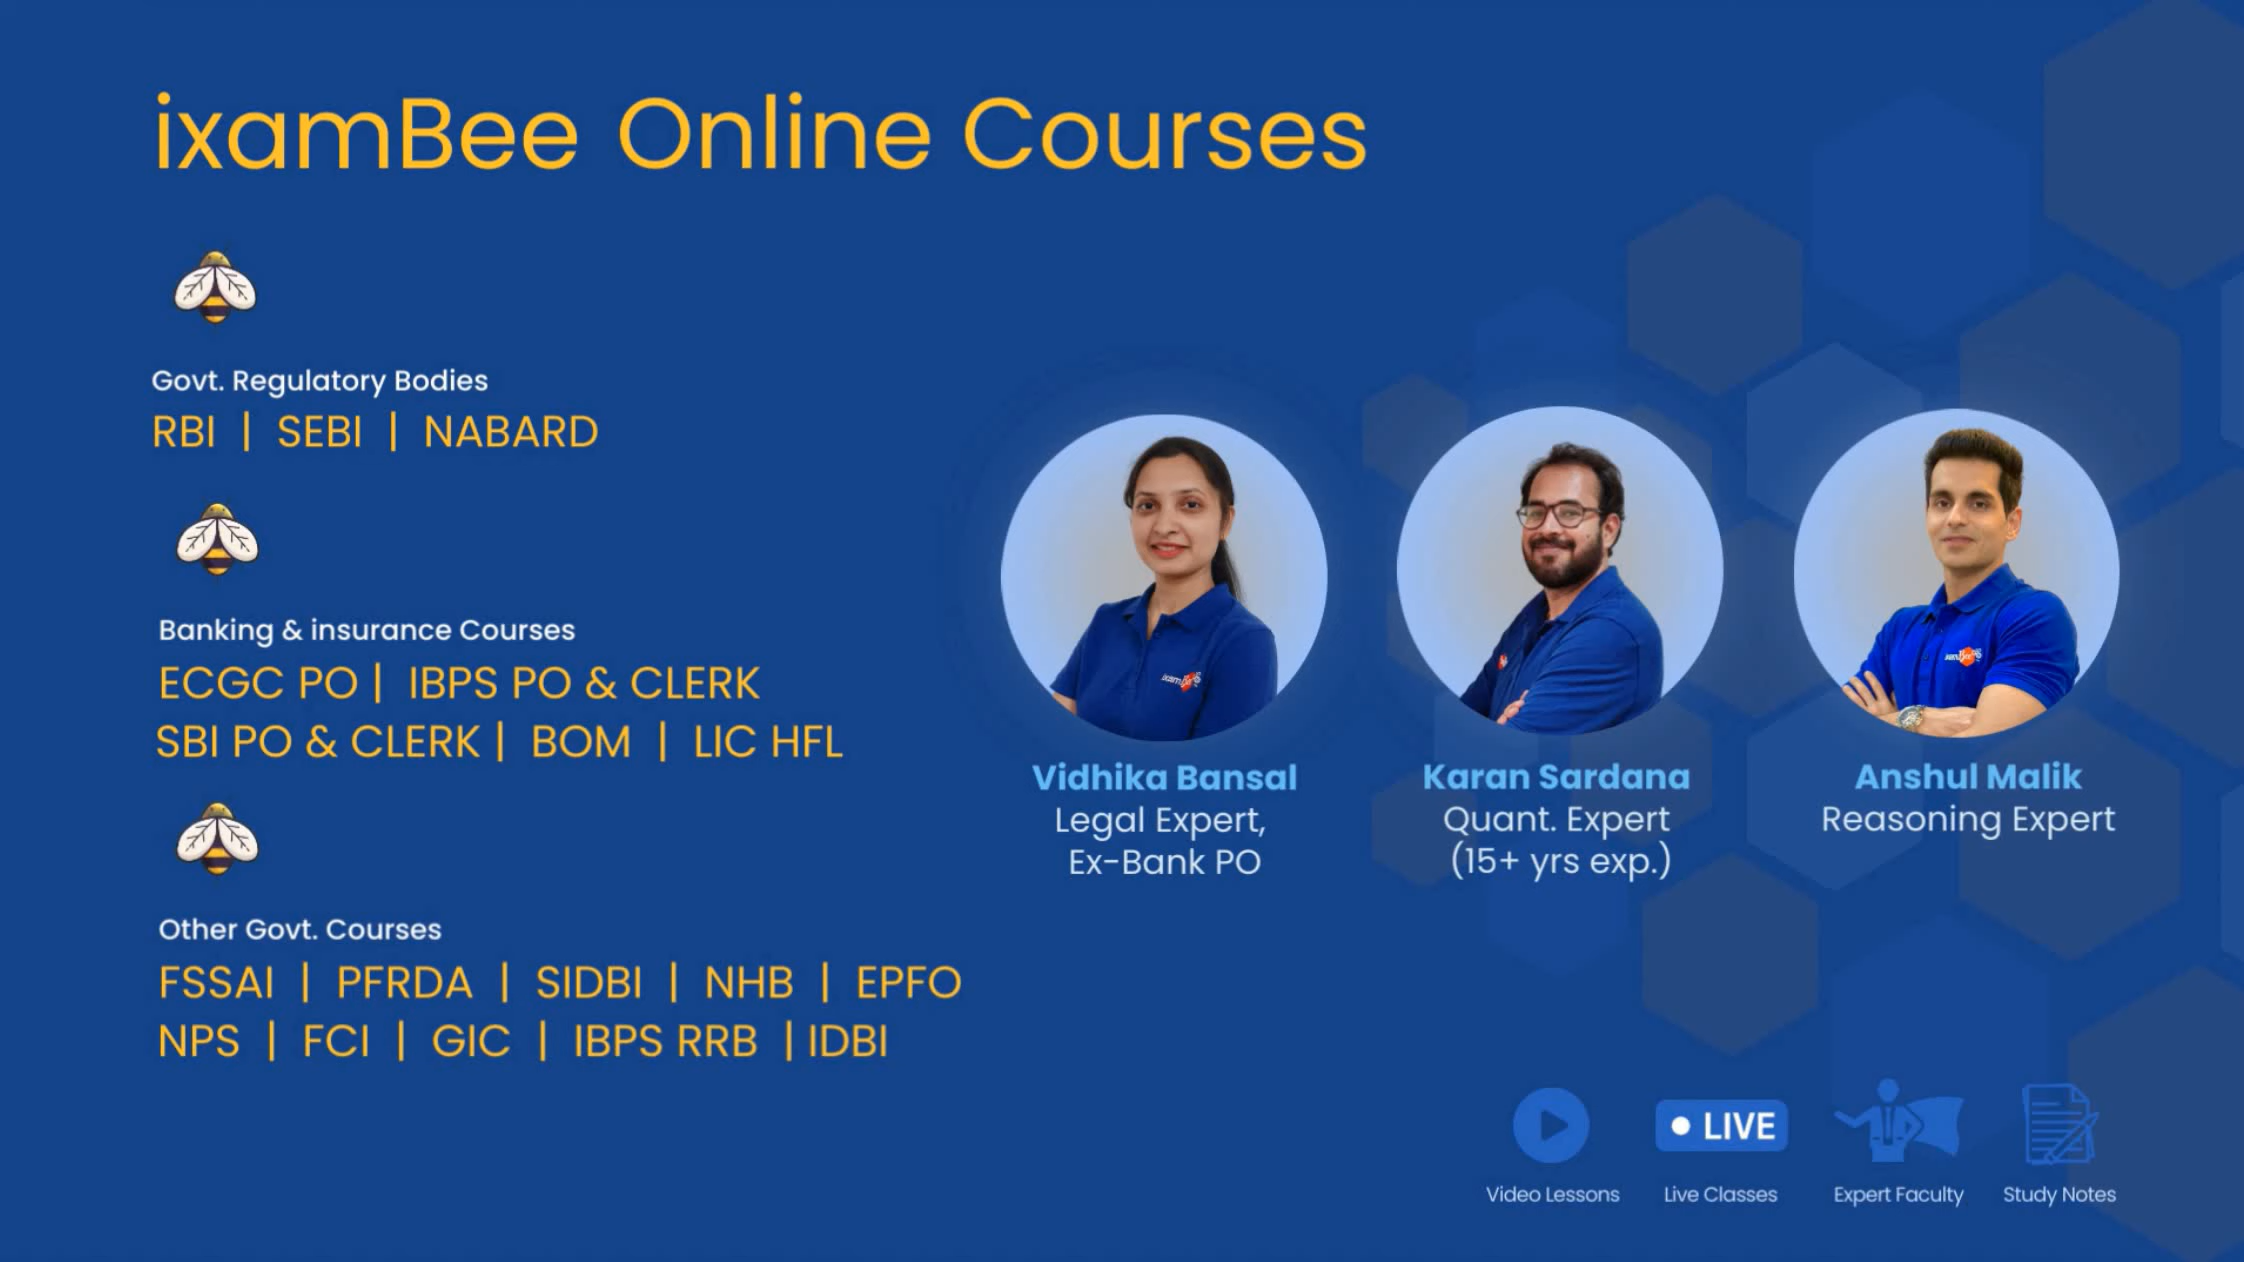 ixamBee Online Courses
Govt. Regulatory Bodies
RBI | SEBI | NABARD
Banking & insurance Courses
ECGC PO | IBPS PO & CLERK
SBI PO & CLERK | BOM | LIC HFL
Other Govt. Courses
FSSAI | PFRDA | SIDBI | NHB | EPFO
NPS | FCI | GIC | IBPS RRB | IDBI
Vidhika Bansal
Legal Expert,
Ex-Bank PO
Karan Sardana
Quant. Expert
(15+ yrs exp.)
Anshul Malik
Reasoning Expert
LIVE
Video Lessons
Live Classes
Expert Faculty
Study Notes